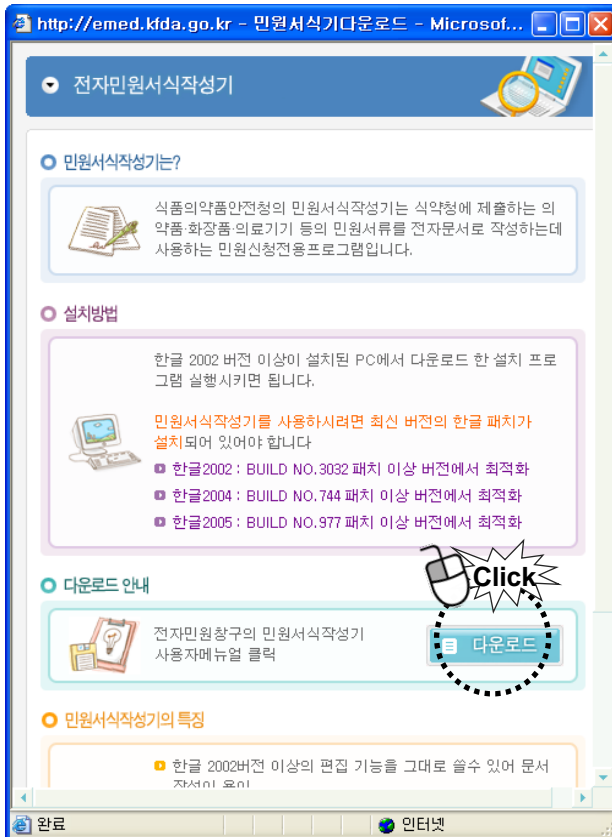 http://emed.kfda.go.kr - 민원서식기다운로드 - Microsof...
전자민원서식작성기
민원서식작성기는?
식품의약품안전청의 민원서식작성기는 식약청에 제출하는 의
약품·화장품·의료기기 등의 민원서류를 전자문서로 작성하는데
사용하는 민원신청전용프로그램입니다.
설치방법
한글 2002 버전 이상이 설치된 PC에서 다운로드 한 설치 프로
그램 실행시키면 됩니다.
민원서식작성기를 사용하시려면 최신 버전의 한글 패치가
설치되어 있어야 합니다
한글2002 : BUILD NO.3032 패치 이상 버전에서 최적화
한글2004 : BUILD NO.744 패치 이상 버전에서 최적화
한글2005 : BUILD NO.977 패치 이상 버전에서 최적화
Click
다운로드 안내
전자민원창구의 민원서식작성기
사용자메뉴얼 클릭
다운로드
민원서식작성기의 특징
한글 2002버전 이상의 편집 기능을 그대로 쓸수 있어 문서
작성이 용이
완료
인터넷